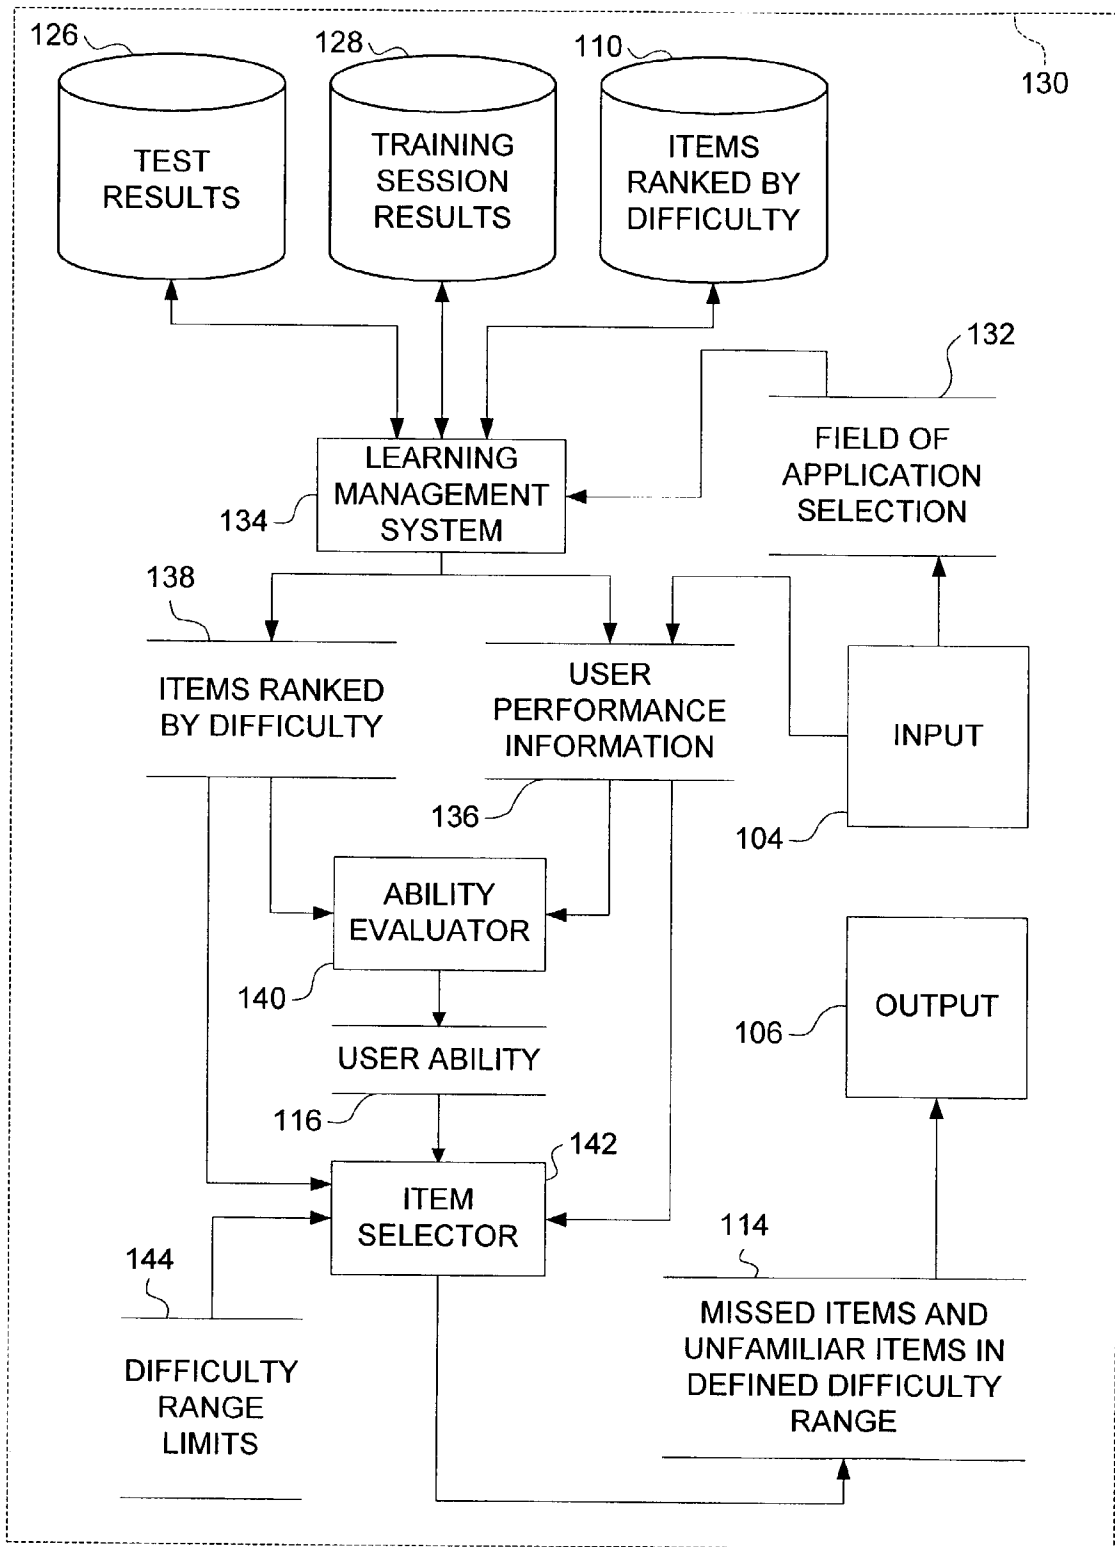 126
128
110
130
TEST
RESULTS
TRAINING
SESSION
RESULTS
ITEMS
RANKED BY
DIFFICULTY
132
FIELD OF
APPLICATION
SELECTION
LEARNING
MANAGEMENT
SYSTEM
134
138
ITEMS RANKED
BY DIFFICULTY
USER
PERFORMANCE
INFORMATION
136
INPUT
104
ABILITY
EVALUATOR
140
OUTPUT
106
USER ABILITY
116
142
ITEM
SELECTOR
144
DIFFICULTY
RANGE
LIMITS
114
MISSED ITEMS AND
UNFAMILIAR ITEMS IN
DEFINED DIFFICULTY
RANGE